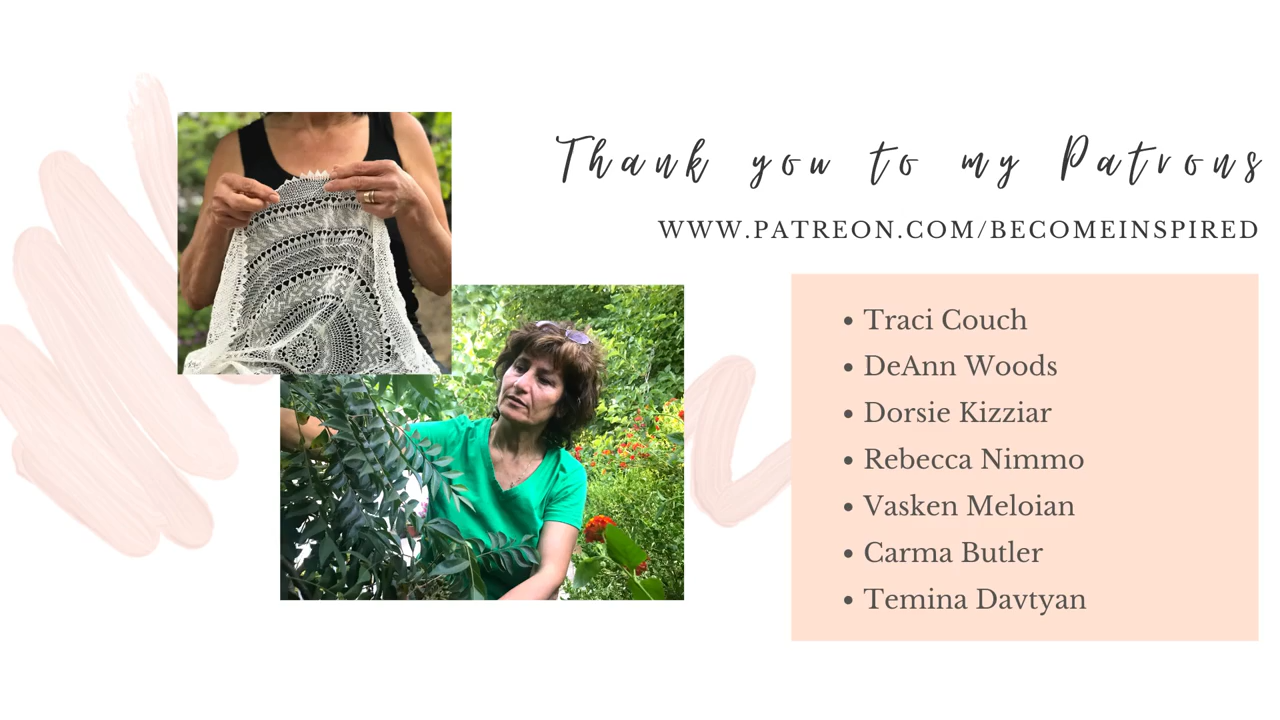 Thank you to my Patrons
WWW.PATREON.COM/BECOMEINSPIRED
• Traci Couch
• DeAnn Woods
• Dorsie Kizziar
• Rebecca Nimmo
• Vasken Meloian
• Carma Butler
• Temina Davtyan